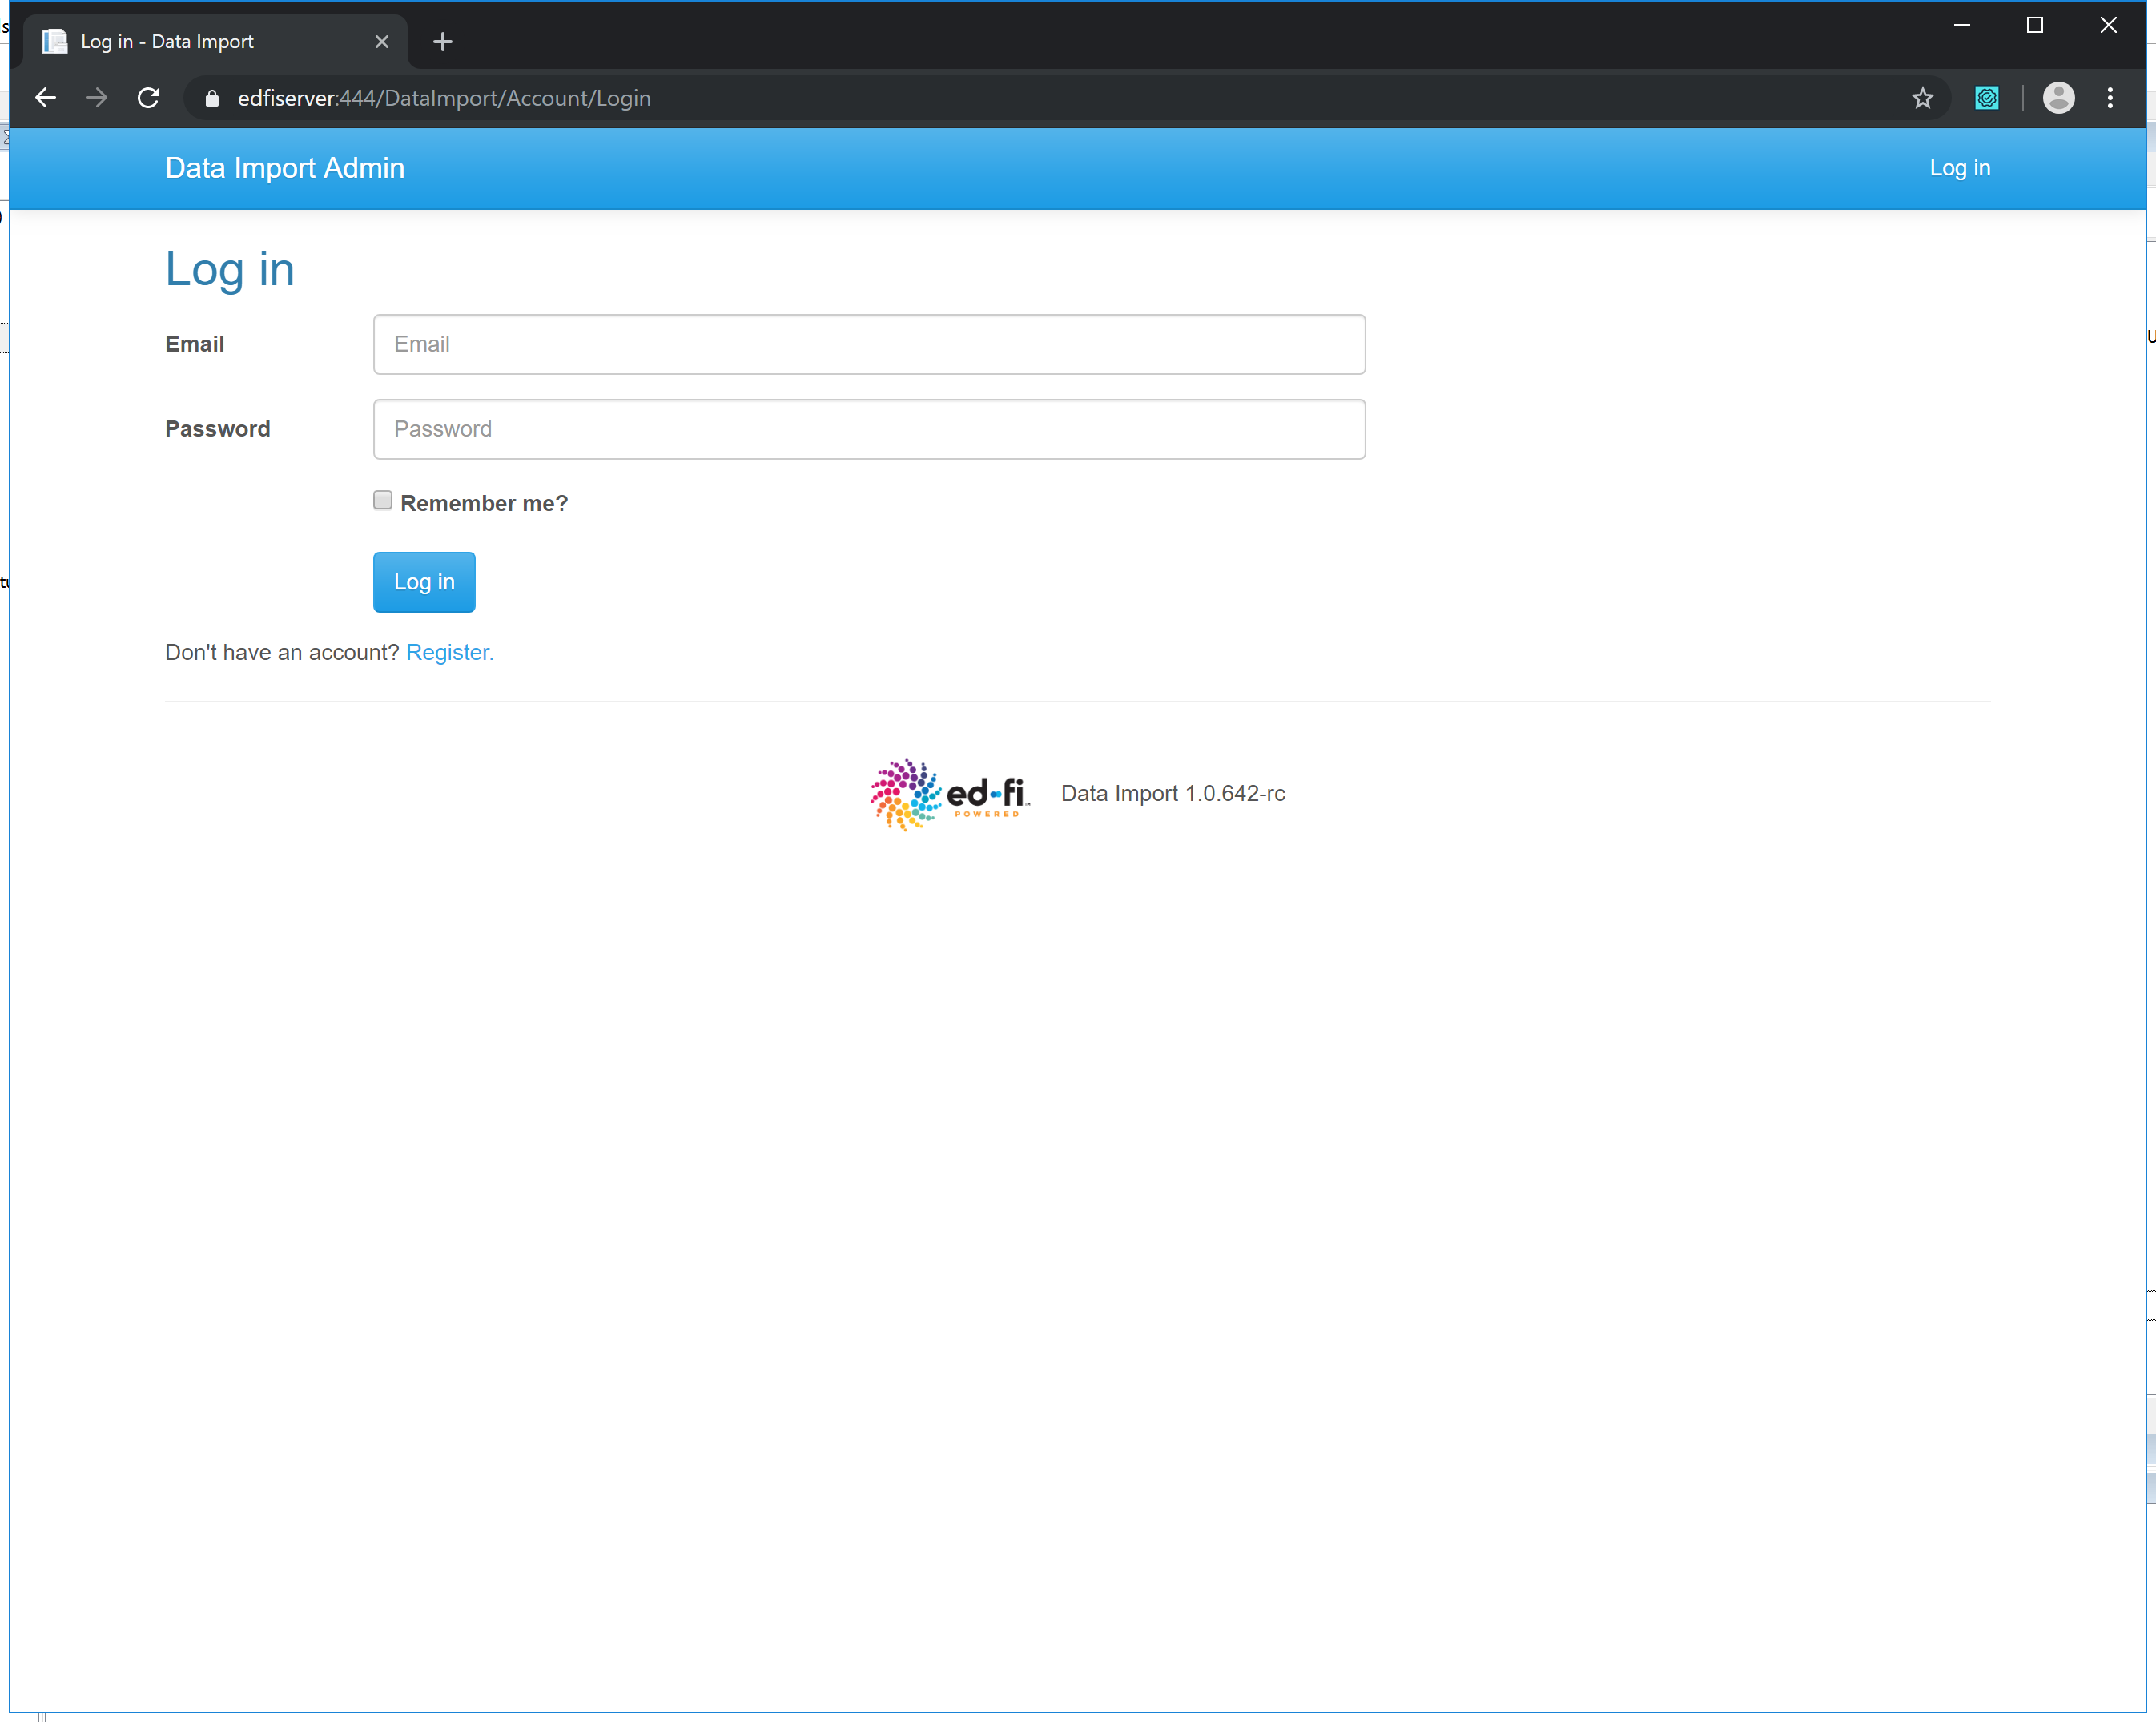 Log in - Data Import
edfiserver:444/DataImport/Account/Login
Data Import Admin
Log in
Log in
Email
Email
Password
Password
Remember me?
Log in
Don't have an account? Register.
ed-fi
POWERED
Data Import 1.0.642-rc